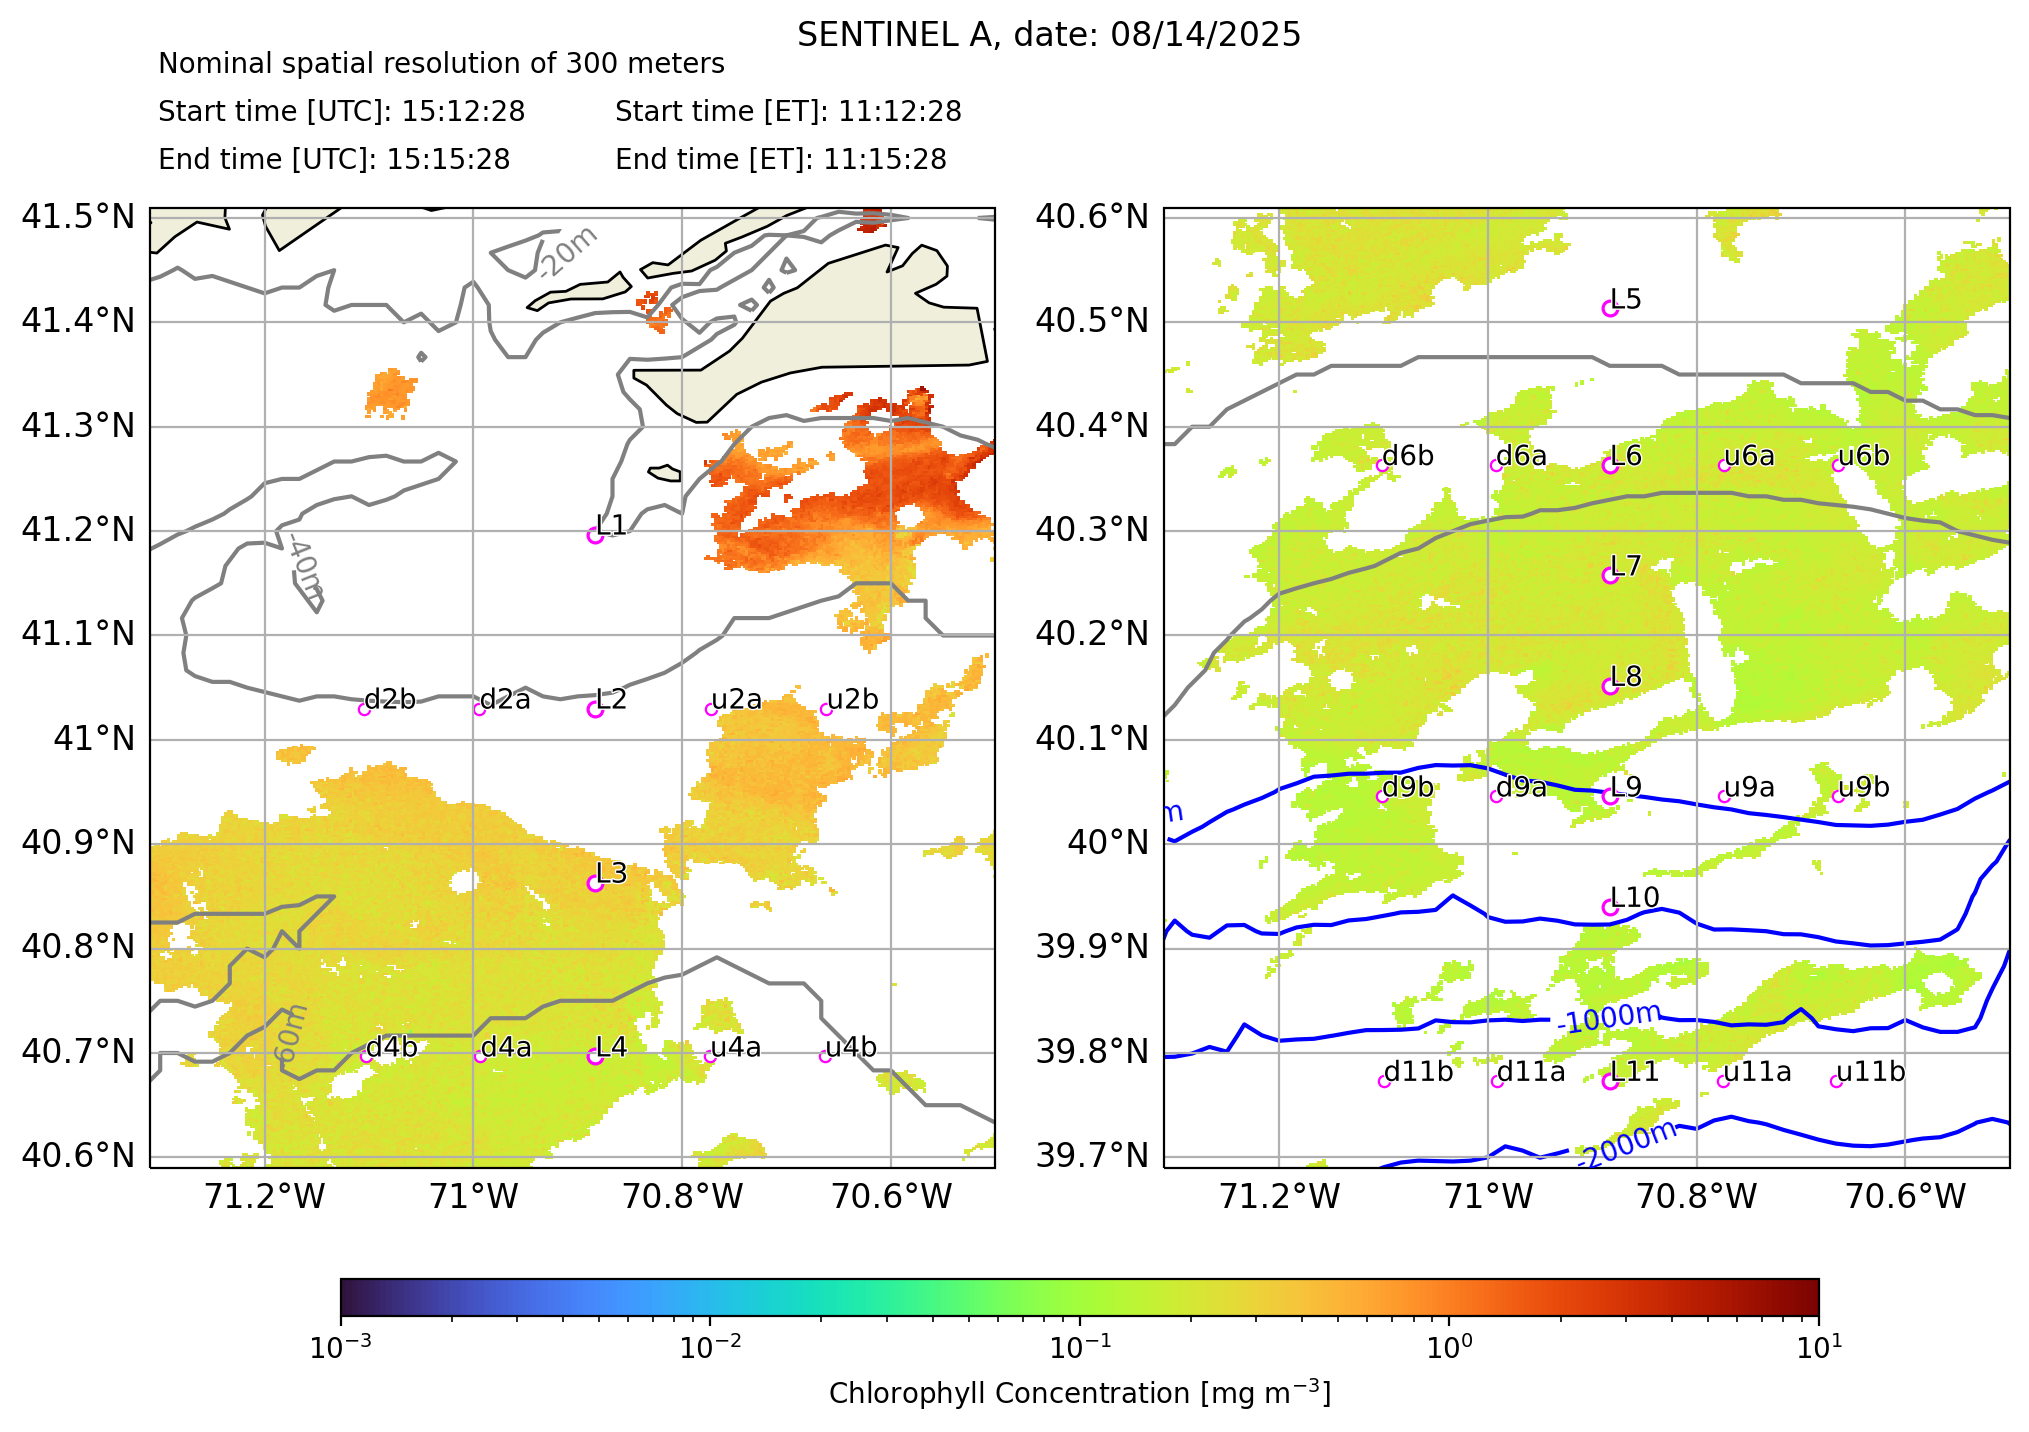 SENTINEL A, date: 08/14/2025
Nominal spatial resolution of 300 meters
Start time [UTC]: 15:12:28 Start time [ET]: 11:12:28
End time [UTC]: 15:15:28 End time [ET]: 11:15:28
41.5°N
41.4°N
41.3°N
41.2°N
41.1°N
41°N
40.9°N
40.8°N
40.7°N
40.6°N
-20m
-40m
-60m
L1
d2b d2a L2 u2a u2b
L3
d4b d4a L4 u4a u4b
71.2°W 71°W 70.8°W 70.6°W
40.6°N
40.5°N
40.4°N
40.3°N
40.2°N
40.1°N
40°N
39.9°N
39.8°N
39.7°N
L5
d6b d6a L6 u6a u6b
L7
L8
m
d9b d9a L9 u9a u9b
L10
-1000m
d11b d11a L11 u11a u11b
-2000m
71.2°W 71°W 70.8°W 70.6°W
10⁻³ 10⁻² 10⁻¹ 10⁰ 10¹
Chlorophyll Concentration [mg m⁻³]